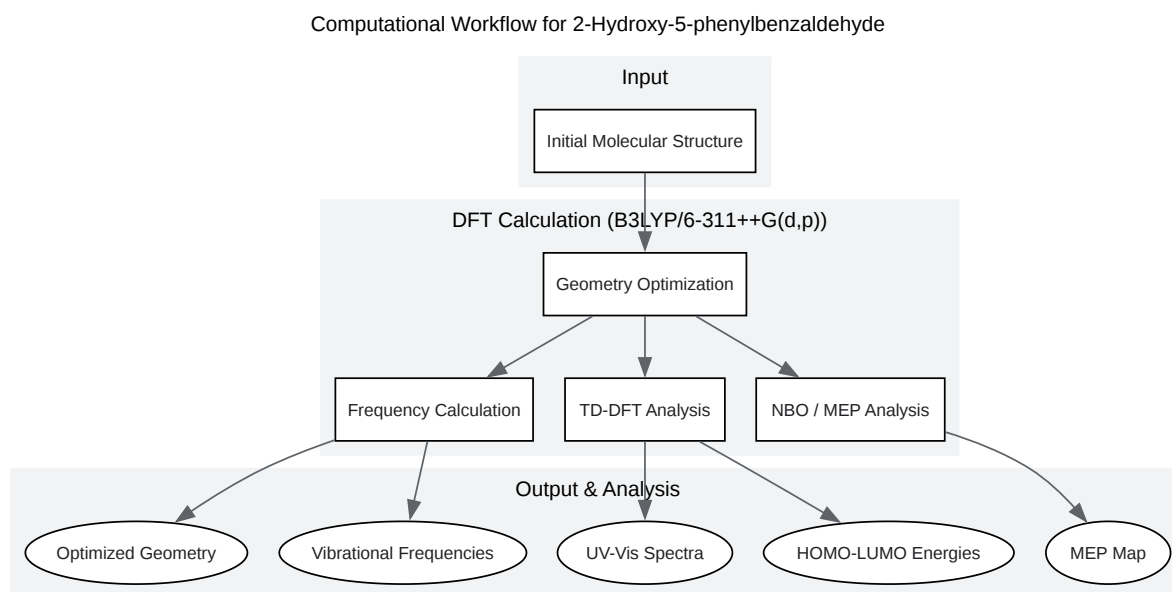 Computational Workflow for 2-Hydroxy-5-phenylbenzaldehyde
Input
Initial Molecular Structure
DFT Calculation (B3LYP/6-311++G(d,p))
Geometry Optimization
Frequency Calculation
TD-DFT Analysis
NBO / MEP Analysis
Output & Analysis
Optimized Geometry
Vibrational Frequencies
UV-Vis Spectra
HOMO-LUMO Energies
MEP Map